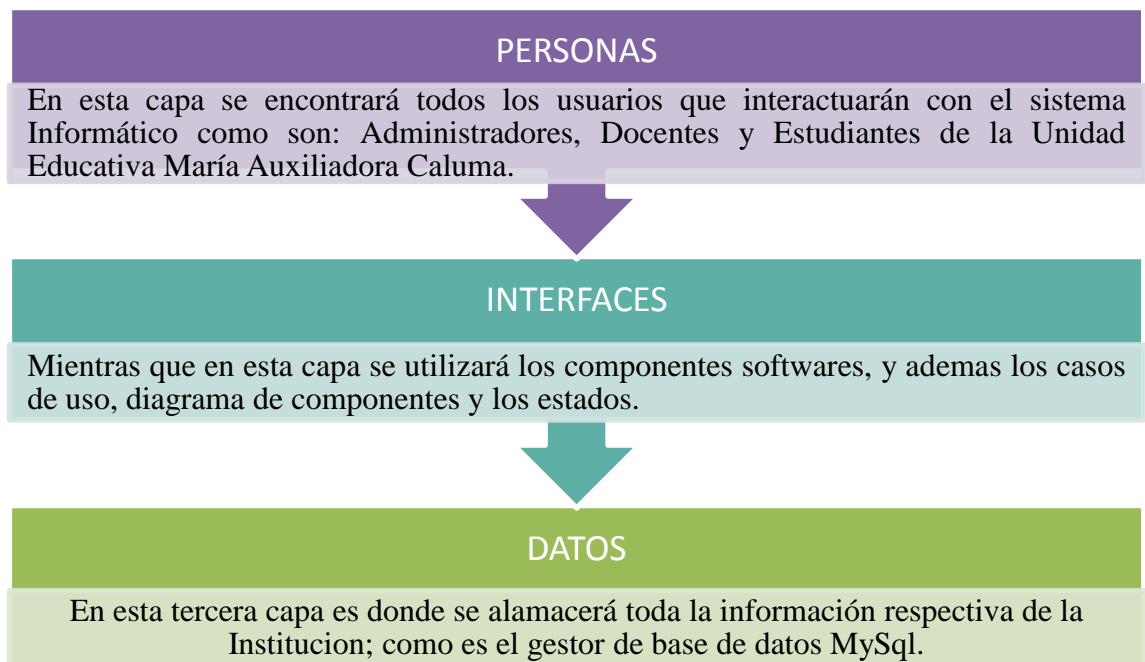 PERSONAS
En esta capa se encontrará todos los usuarios que interactuarán con el sistema
Informático como son: Administradores, Docentes y Estudiantes de la Unidad
Educativa María Auxiliadora Caluma.
INTERFACES
Mientras que en esta capa se utilizará los componentes softwares, y ademas los casos
de uso, diagrama de componentes y los estados.
DATOS
En esta tercera capa es donde se alamacerá toda la información respectiva de la
Institucion; como es el gestor de base de datos MySql.